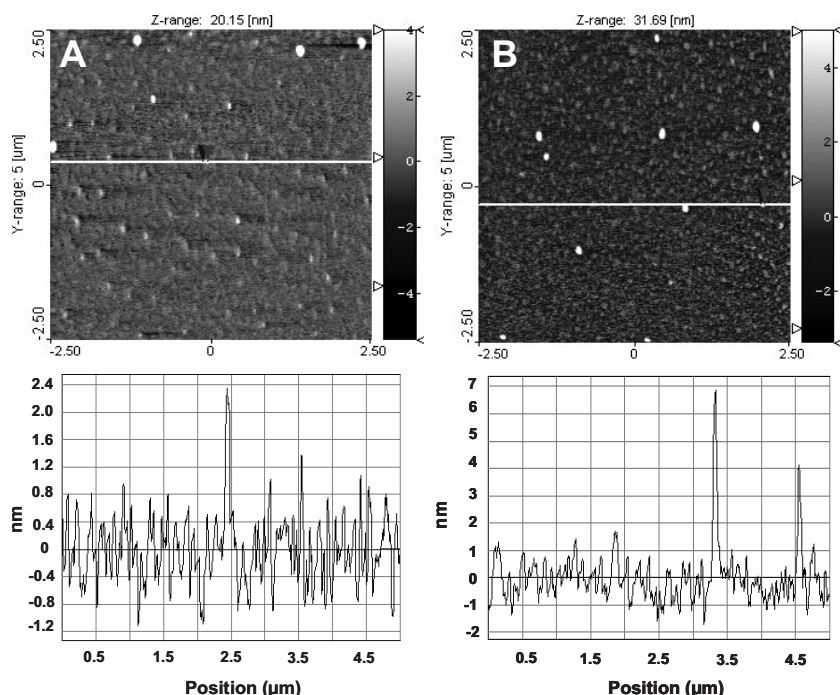 Z-range: 20.15 [nm]
A
Y-range: 5 [um]
2.50
0
-2.50
-2.50 0 2.50
4
2
0
-2
-4
Z-range: 31.69 [nm]
B
Y-range: 5 [um]
2.50
0
-2.50
-2.50 0 2.50
4
2
0
-2
nm
2.4
2.0
1.6
1.2
0.8
0.4
0
-0.4
-0.8
-1.2
0.5 1.5 2.5 3.5 4.5
Position (µm)
nm
7
6
5
4
3
2
1
0
-1
-2
0.5 1.5 2.5 3.5 4.5
Position (µm)